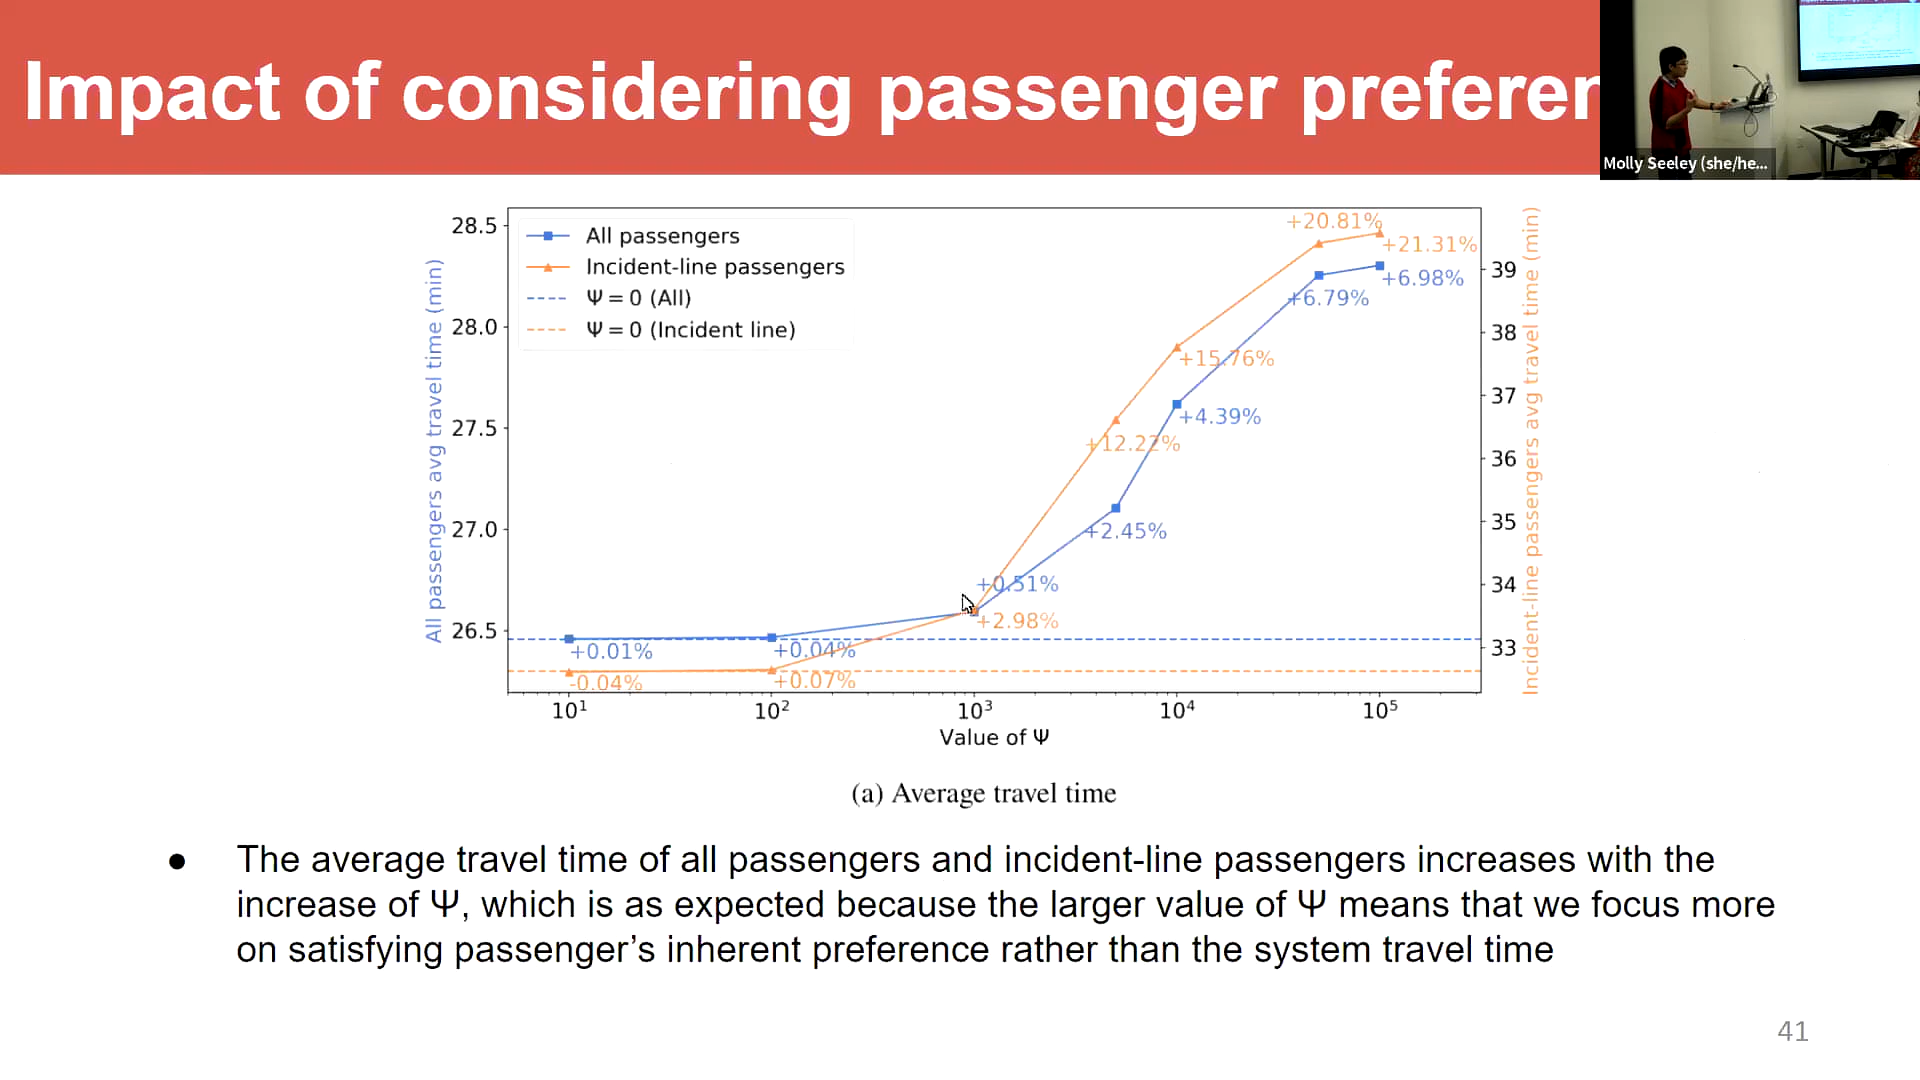 Impact of considering passenger preferen
Molly Seeley (she/he...
28.5
28.0
27.5
27.0
26.5
All passengers avg travel time (min)
All passengers
Incident-line passengers
Ψ = 0 (All)
Ψ = 0 (Incident line)
+0.01%
+0.04%
+0.51%
+2.45%
+4.39%
+6.79%
+6.98%
-0.04%
+0.07%
+2.98%
+12.22%
+15.76%
+20.81%
+21.31%
39
38
37
36
35
34
33
Incident-line passengers avg travel time (min)
10¹ 10² 10³ 10⁴ 10⁵
Value of Ψ
(a) Average travel time
● The average travel time of all passengers and incident-line passengers increases with the
increase of Ψ, which is as expected because the larger value of Ψ means that we focus more
on satisfying passenger’s inherent preference rather than the system travel time
41